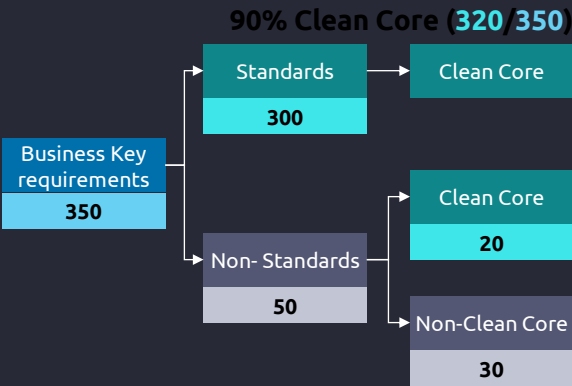 90% Clean Core (320/350)
Standards
300
Clean Core
Business Key
requirements
350
Clean Core
20
Non- Standards
50
Non-Clean Core
30